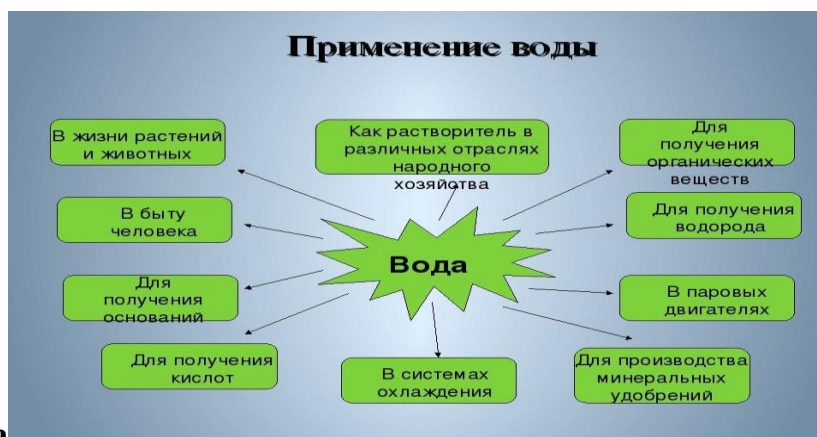 Применение воды
В жизни растений
и животных
Как растворитель в
различных отраслях
народного
хозяйства
Для
получения
органических
веществ
В быту
человека
Для получения
водорода
Вода
Для
получения
оснований
В паровых
двигателях
Для получения
кислот
В системах
охлаждения
Для производства
минеральных
удобрений